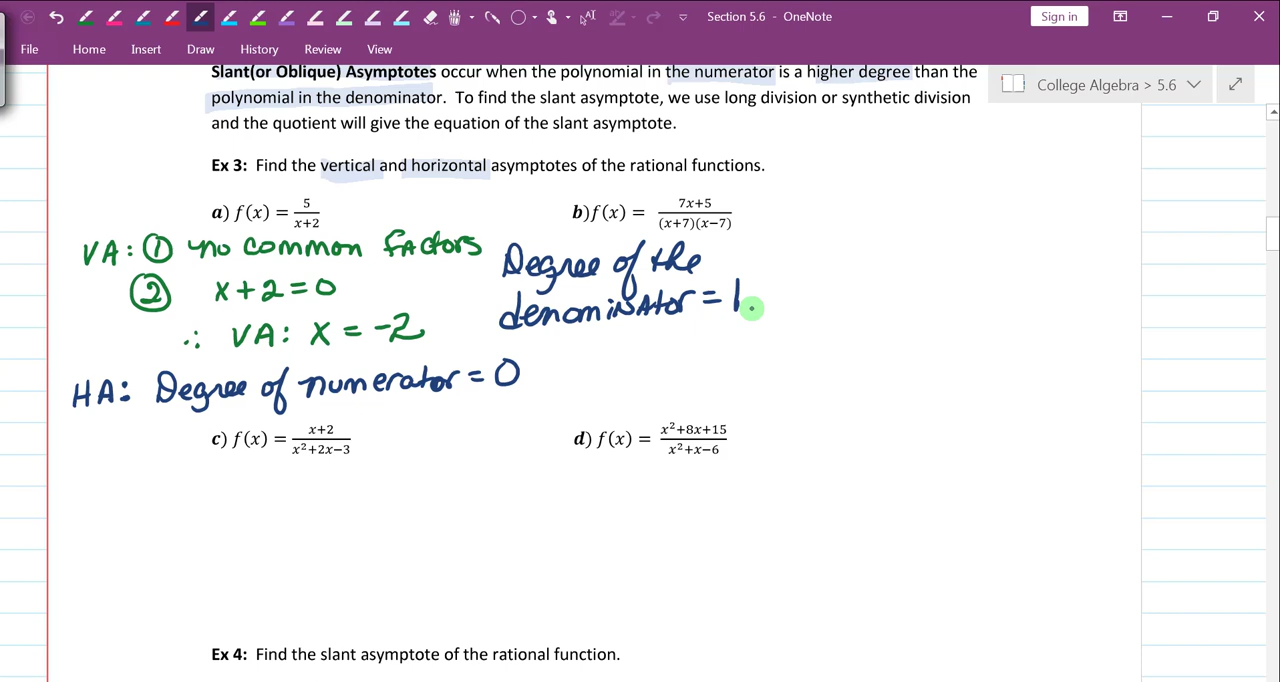 Section 5.6 - OneNote
Sign in
File Home Insert Draw History Review View
Slant(or Oblique) Asymptotes occur when the polynomial in the numerator is a higher degree than the
College Algebra > 5.6
polynomial in the denominator. To find the slant asymptote, we use long division or synthetic division
and the quotient will give the equation of the slant asymptote.
Ex 3: Find the vertical and horizontal asymptotes of the rational functions.
a) f(x) = 5/(x+2)
b)f(x) = (7x+5)/((x+7)(x−7))
VA: ① no common factors
② x+2=0
∴ VA: x = -2
Degree of the
denominator = 1
HA: Degree of numerator = 0
c) f(x) = (x+2)/(x²+2x−3)
d) f(x) = (x²+8x+15)/(x²+x−6)
Ex 4: Find the slant asymptote of the rational function.